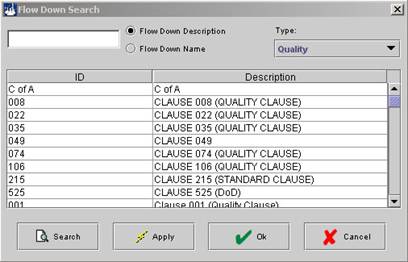 Flow Down Search
Flow Down Description
Flow Down Name
Type:
Quality
ID Description
C of A C of A
008 CLAUSE 008 (QUALITY CLAUSE)
022 CLAUSE 022 (QUALITY CLAUSE)
035 CLAUSE 035 (QUALITY CLAUSE)
049 CLAUSE 049
074 CLAUSE 074 (QUALITY CLAUSE)
106 CLAUSE 106 (QUALITY CLAUSE)
215 CLAUSE 215 (STANDARD CLAUSE)
525 CLAUSE 525 (DoD)
001 Clause 001 (Quality Clause)
Search Apply Ok Cancel